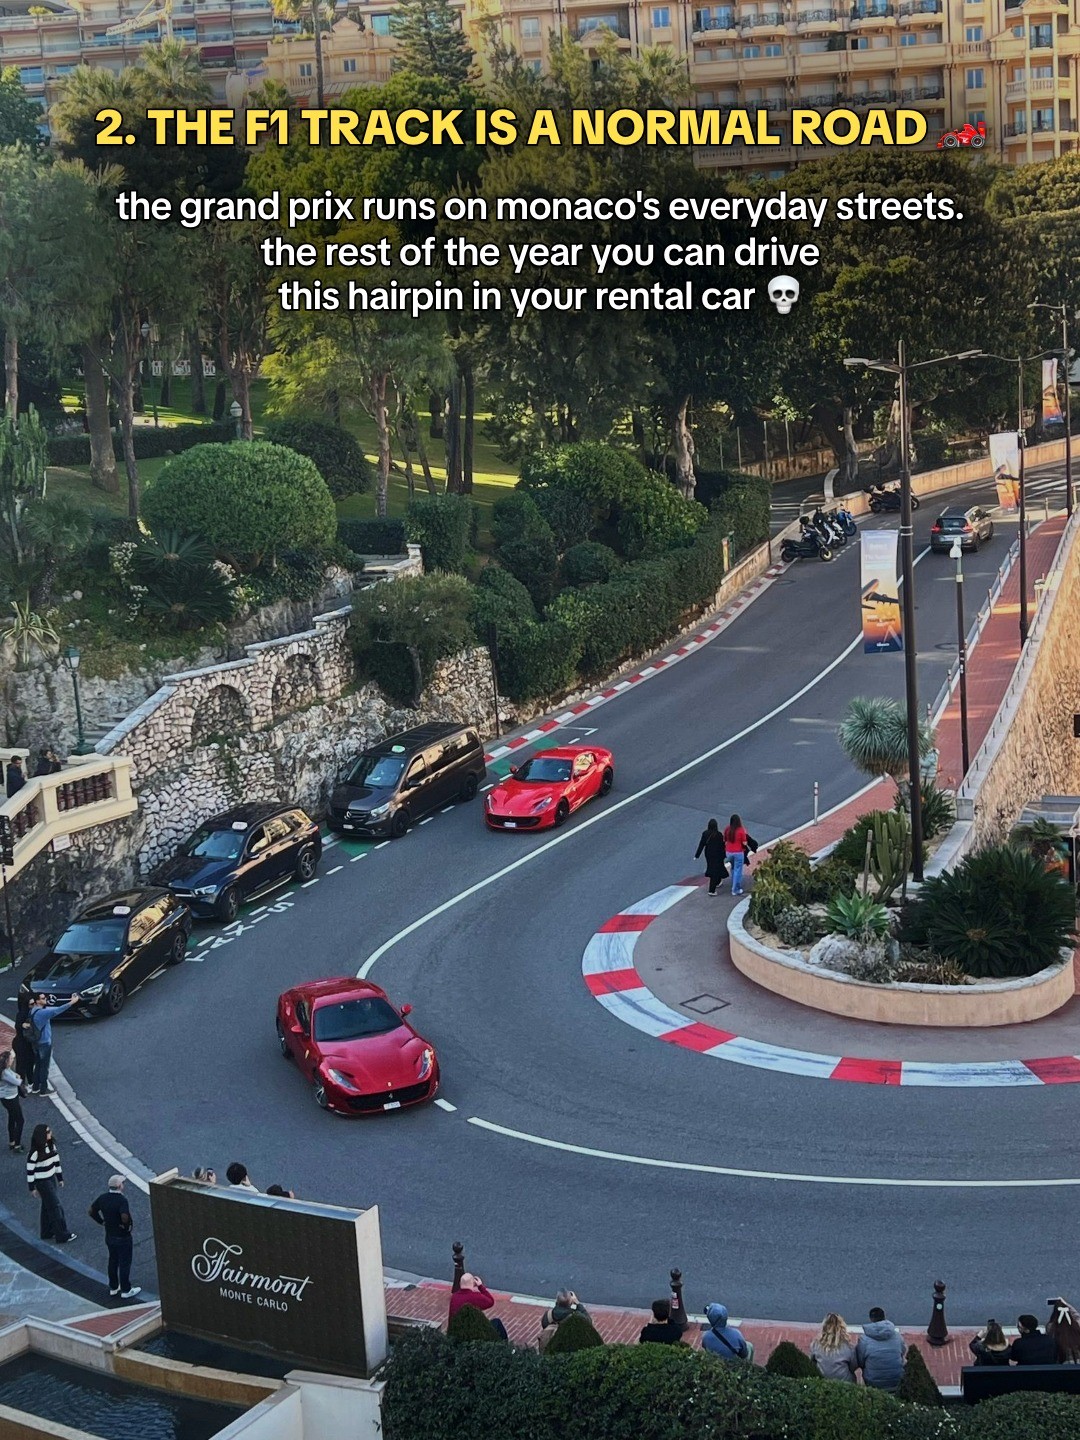 2. THE F1 TRACK IS A NORMAL ROAD 🏎️
the grand prix runs on monaco's everyday streets.
the rest of the year you can drive
this hairpin in your rental car 💀
TAXIS
Fairmont
MONTE CARLO